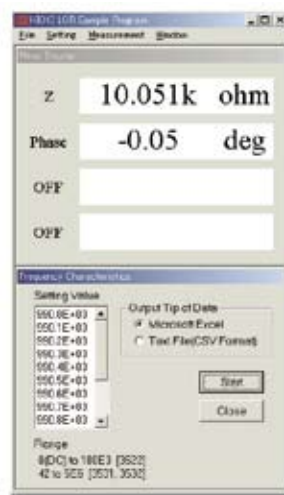 HIOKI LCR Sample Program
File Setting Measurement Window
Z 10.051k ohm
Phase -0.05 deg
OFF
OFF
Frequency Characteristics
Setting Value
990.0E+03
990.1E+03
990.2E+03
990.3E+03
990.4E+03
990.5E+03
990.6E+03
990.7E+03
990.8E+03
Output Tip of Data
Microsoft Excel
Text File(CSV Format)
Start
Close
Range
0(DC) to 100E3 [3522]
42 to 5E6 [3531, 3532]